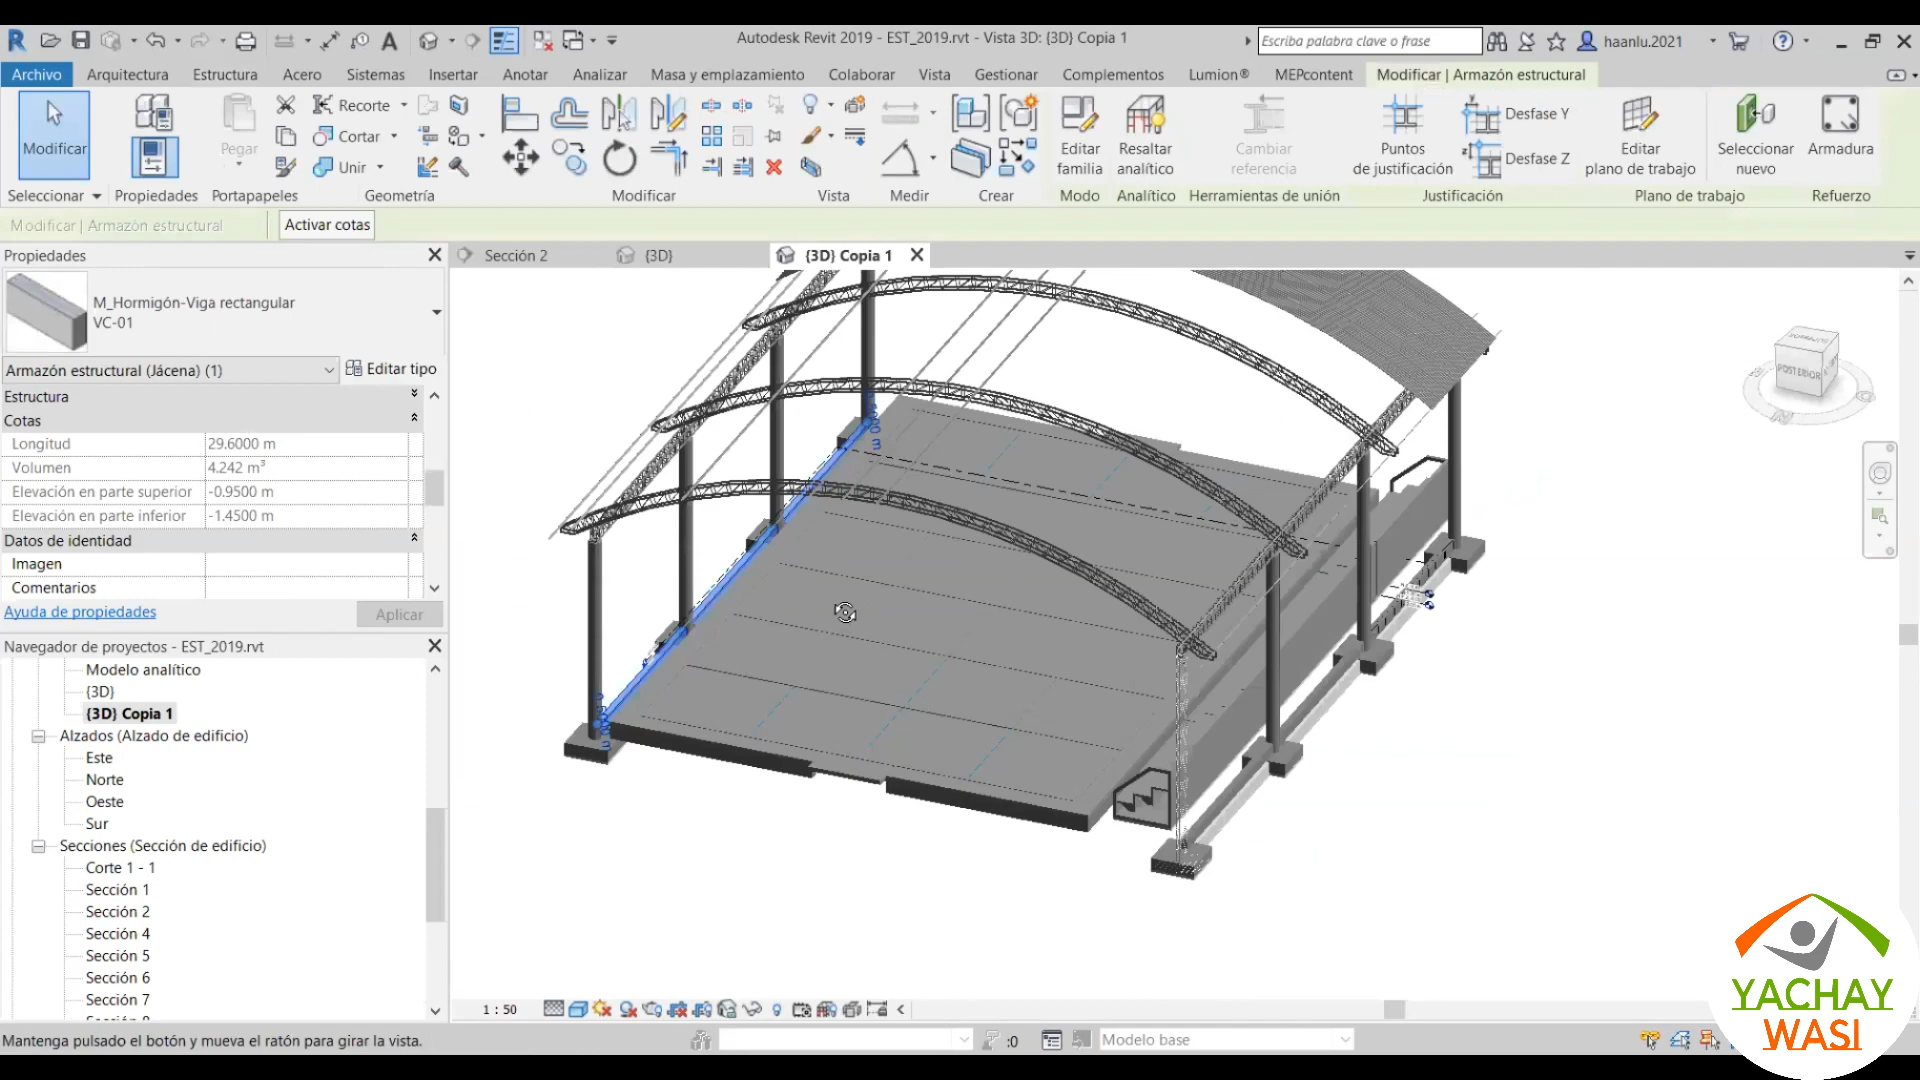 Autodesk Revit 2019 - EST_2019.rvt - Vista 3D: {3D} Copia 1
Escriba palabra clave o frase
haanlu.2021
Archivo
Arquitectura
Estructura
Acero
Sistemas
Insertar
Anotar
Analizar
Masa y emplazamiento
Colaborar
Vista
Gestionar
Complementos
Lumion®
MEPcontent
Modificar | Armazón estructural
Modificar
Pegar
Recorte
Cortar
Unir
Editar
familia
Resaltar
analítico
Cambiar
referencia
Puntos
de justificación
Desfase Y
Desfase Z
Editar
plano de trabajo
Seleccionar
nuevo
Armadura
Seleccionar
Propiedades
Portapapeles
Geometría
Modificar
Vista
Medir
Crear
Modo
Analítico
Herramientas de unión
Justificación
Plano de trabajo
Refuerzo
Modificar | Armazón estructural
Activar cotas
Propiedades
Sección 2
{3D}
{3D} Copia 1
M_Hormigón-Viga rectangular
VC-01
Armazón estructural (Jácena) (1)
Editar tipo
Estructura
Cotas
Longitud 29.6000 m
Volumen 4.242 m³
Elevación en parte superior -0.9500 m
Elevación en parte inferior -1.4500 m
Datos de identidad
Imagen
Comentarios
Ayuda de propiedades
Aplicar
Navegador de proyectos - EST_2019.rvt
Modelo analítico
{3D}
{3D} Copia 1
Alzados (Alzado de edificio)
Este
Norte
Oeste
Sur
Secciones (Sección de edificio)
Corte 1 - 1
Sección 1
Sección 2
Sección 4
Sección 5
Sección 6
Sección 7
POSTERIOR
1 : 50
Mantenga pulsado el botón y mueva el ratón para girar la vista.
:0
Modelo base
YACHAY
WASI